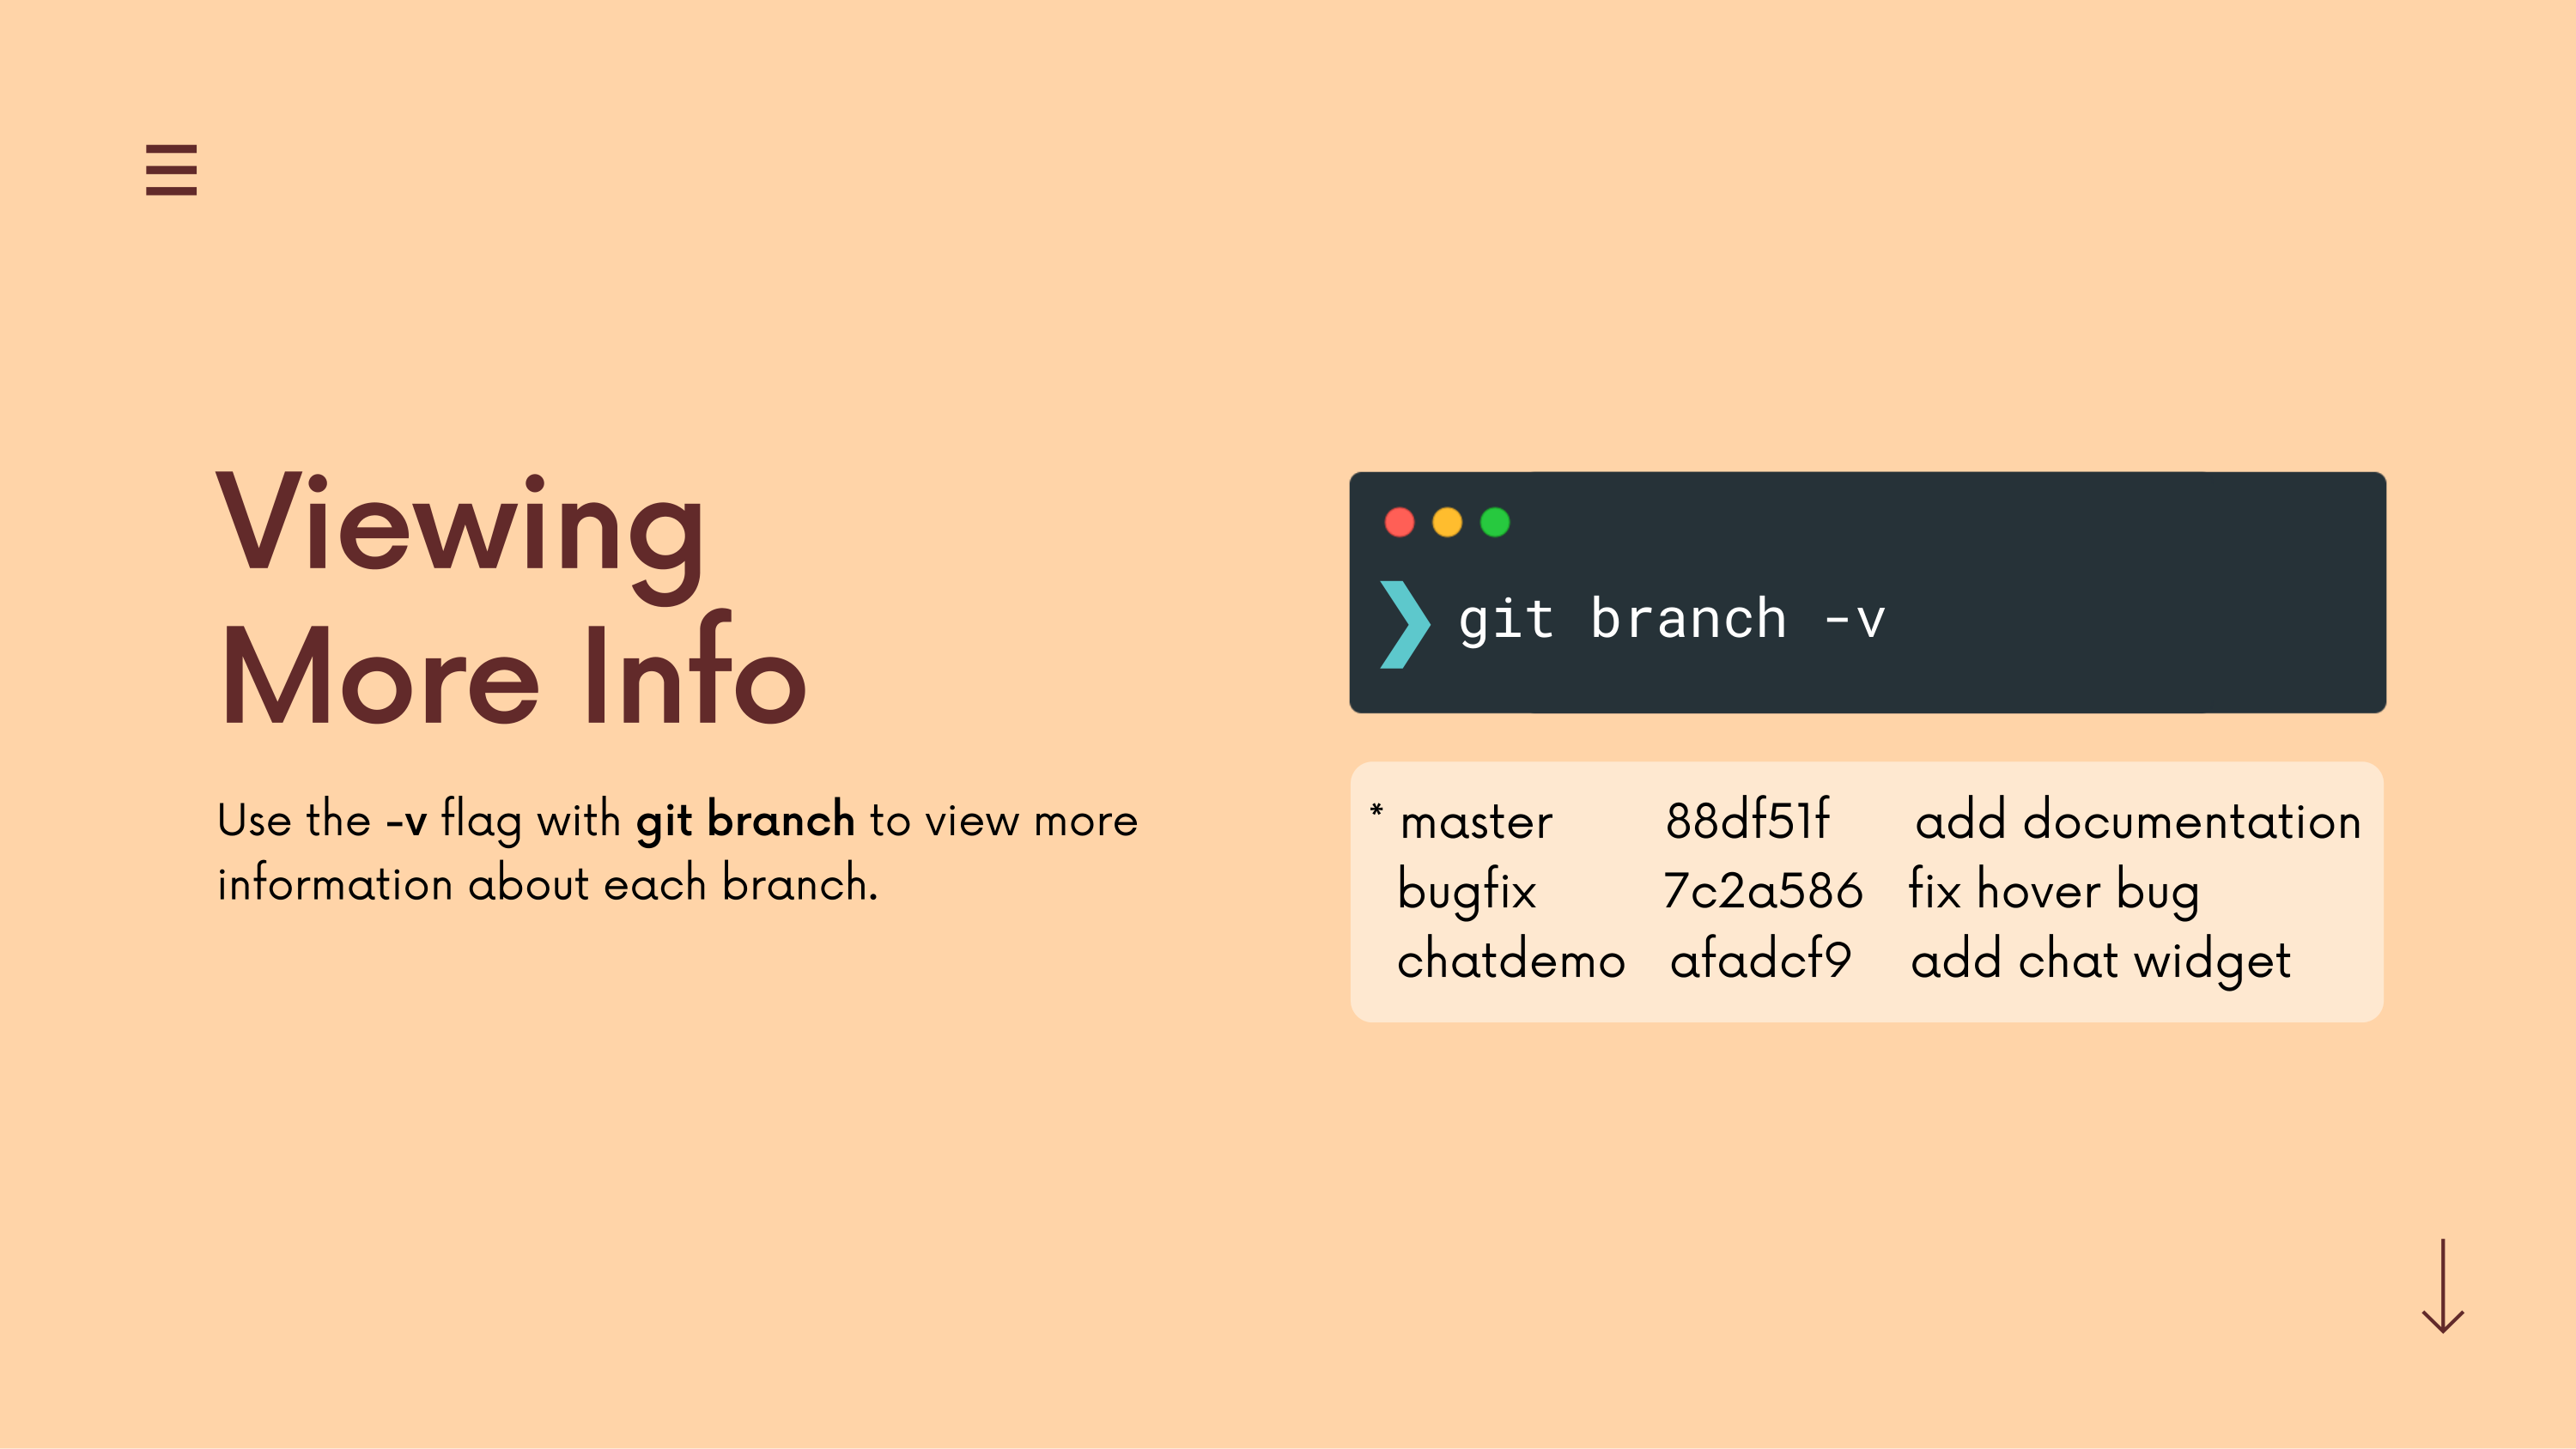 Viewing
More Info
Use the -v flag with git branch to view more
information about each branch.
❯ git branch -v
* master 88df51f add documentation
bugfix 7c2a586 fix hover bug
chatdemo afadcf9 add chat widget